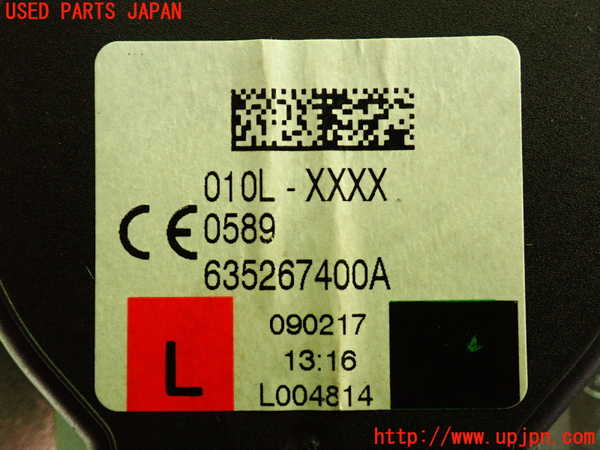 USED PARTS JAPAN
010L - XXXX
CE 0589
635267400A
L
090217
13:16
L004814
http://www.upjpn.com/